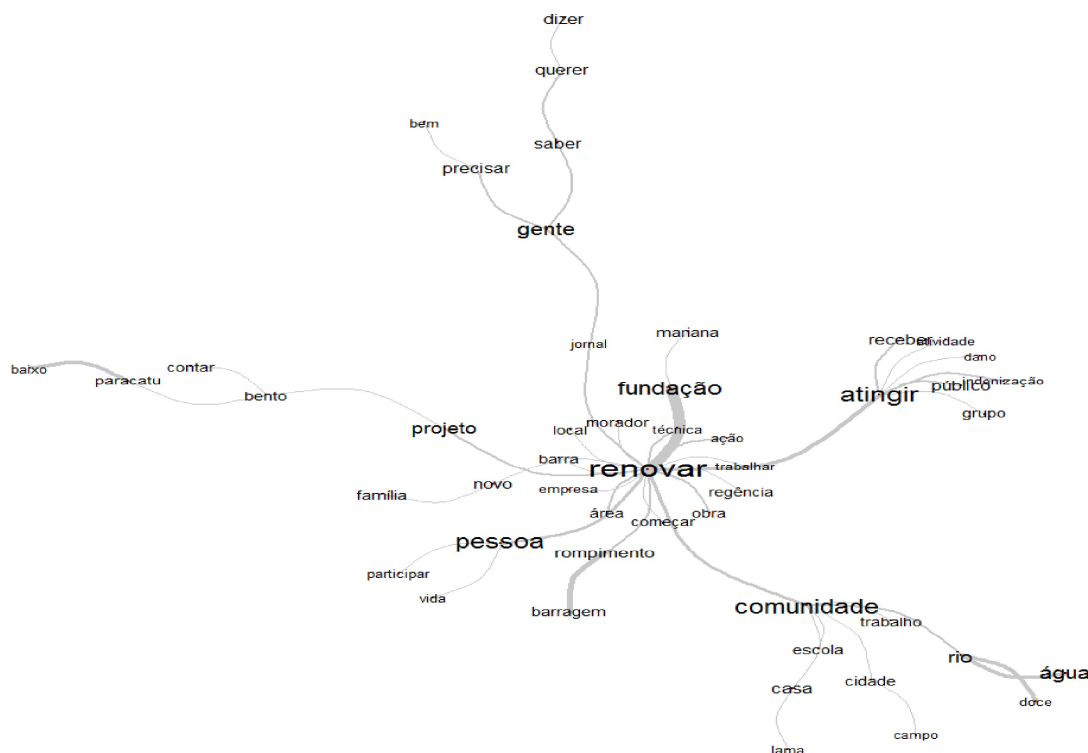 dizer
querer
bem
saber
precisar
gente
mariana
jornal
receber
atividade
dano
baixo
contar
paracatu
indenização
público
fundação
atingir
bento
grupo
projeto
local
morador
técnica
ação
barra
renovar
trabalhar
novo
empresa
regência
família
área
começar
obra
pessoa
rompimento
participar
vida
barragem
comunidade
trabalho
escola
rio
água
casa
cidade
doce
campo
lama